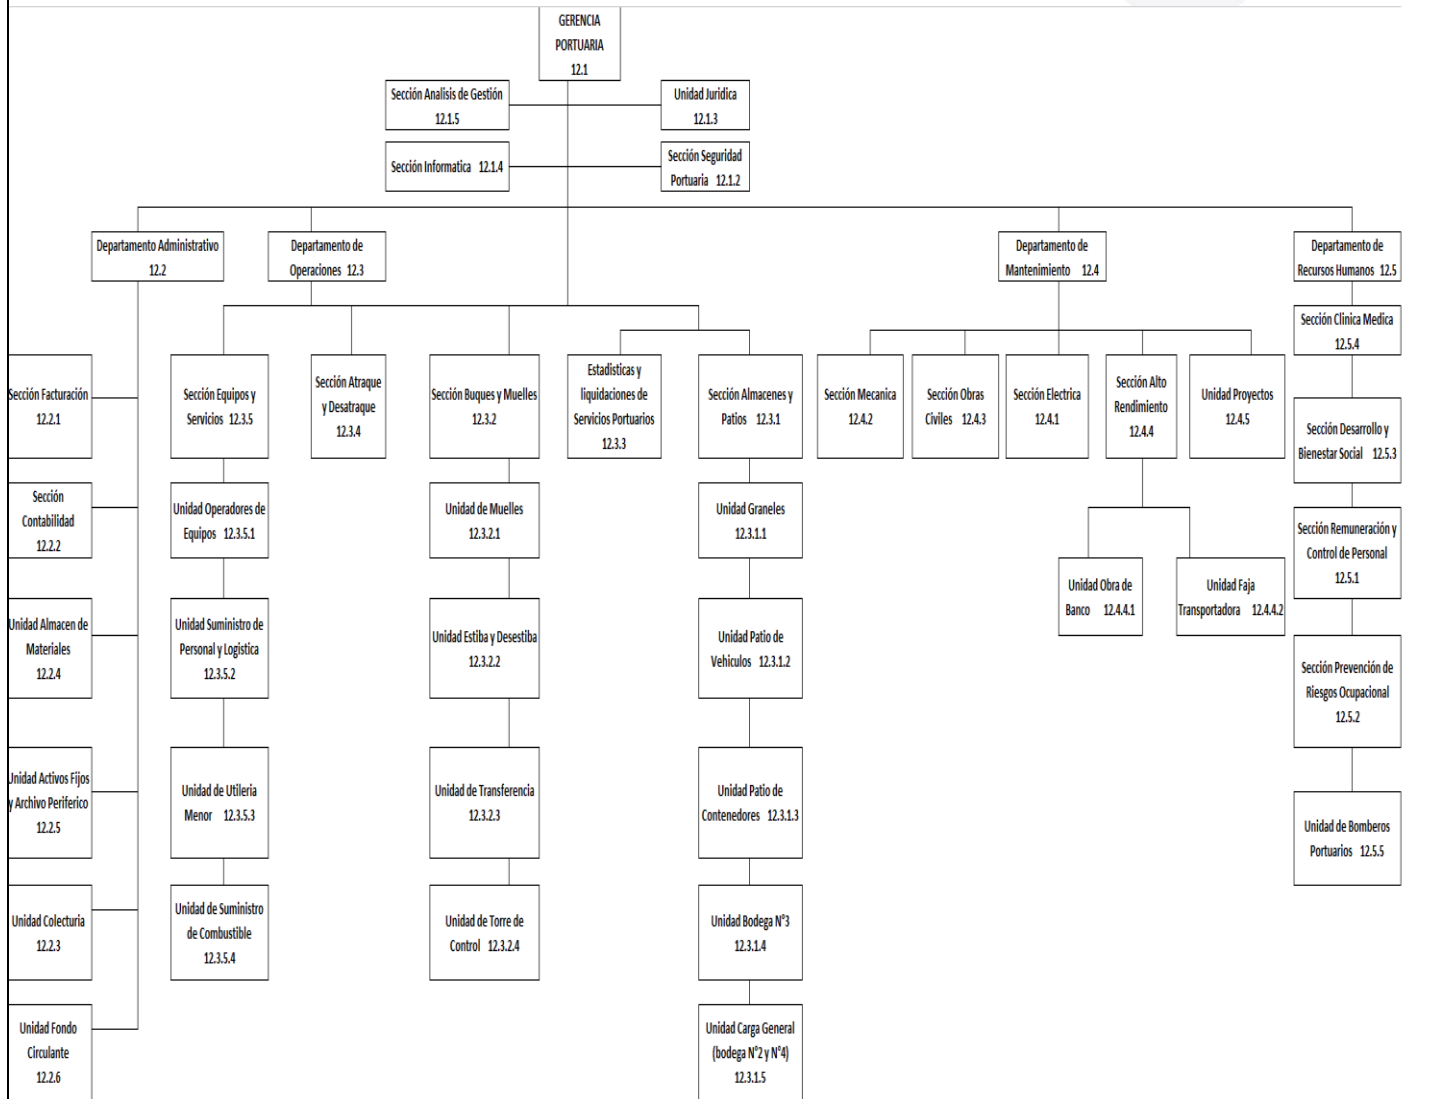 GERENCIA
PORTUARIA
12.1
Sección Analisis de Gestión
12.1.5
Unidad Juridica
12.1.3
Sección Informatica 12.1.4
Sección Seguridad
Portuaria 12.1.2
Departamento Administrativo
12.2
Departamento de
Operaciones 12.3
Departamento de
Mantenimiento 12.4
Departamento de
Recursos Humanos 12.5
Sección Clinica Medica
12.5.4
Sección Facturación
12.2.1
Sección Equipos y
Servicios 12.3.5
Sección Atraque
y Desatraque
12.3.4
Sección Buques y Muelles
12.3.2
Estadisticas y
liquidaciones de
Servicios Portuarios
12.3.3
Sección Almacenes y
Patios 12.3.1
Sección Mecanica
12.4.2
Sección Obras
Civiles 12.4.3
Sección Electrica
12.4.1
Sección Alto
Rendimiento
12.4.4
Unidad Proyectos
12.4.5
Sección Desarrollo y
Bienestar Social 12.5.3
Sección
Contabilidad
12.2.2
Unidad Operadores de
Equipos 12.3.5.1
Unidad de Muelles
12.3.2.1
Unidad Graneles
12.3.1.1
Sección Remuneración y
Control de Personal
12.5.1
Unidad Obra de
Banco 12.4.4.1
Unidad Faja
Transportadora 12.4.4.2
Unidad Almacen de
Materiales
12.2.4
Unidad Suministro de
Personal y Logistica
12.3.5.2
Unidad Estiba y Desestiba
12.3.2.2
Unidad Patio de
Vehiculos 12.3.1.2
Sección Prevención de
Riesgos Ocupacional
12.5.2
Unidad Activos Fijos
y Archivo Periferico
12.2.5
Unidad de Utileria
Menor 12.3.5.3
Unidad de Transferencia
12.3.2.3
Unidad Patio de
Contenedores 12.3.1.3
Unidad de Bomberos
Portuarios 12.5.5
Unidad Colecturia
12.2.3
Unidad de Suministro
de Combustible
12.3.5.4
Unidad de Torre de
Control 12.3.2.4
Unidad Bodega N°3
12.3.1.4
Unidad Fondo
Circulante
12.2.6
Unidad Carga General
(bodega N°2 y N°4)
12.3.1.5